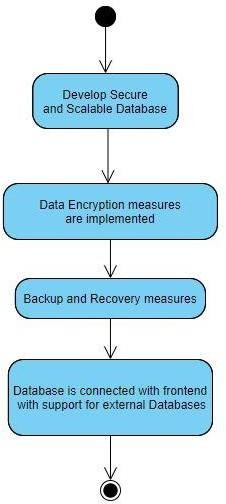 Develop Secure
and Scalable Database
Data Encryption measures
are implemented
Backup and Recovery measures
Database is connected with frontend
with support for external Databases